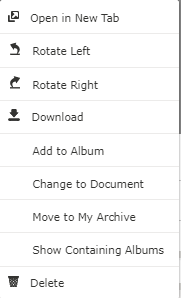 Open in New Tab
Rotate Left
Rotate Right
Download
Add to Album
Change to Document
Move to My Archive
Show Containing Albums
Delete